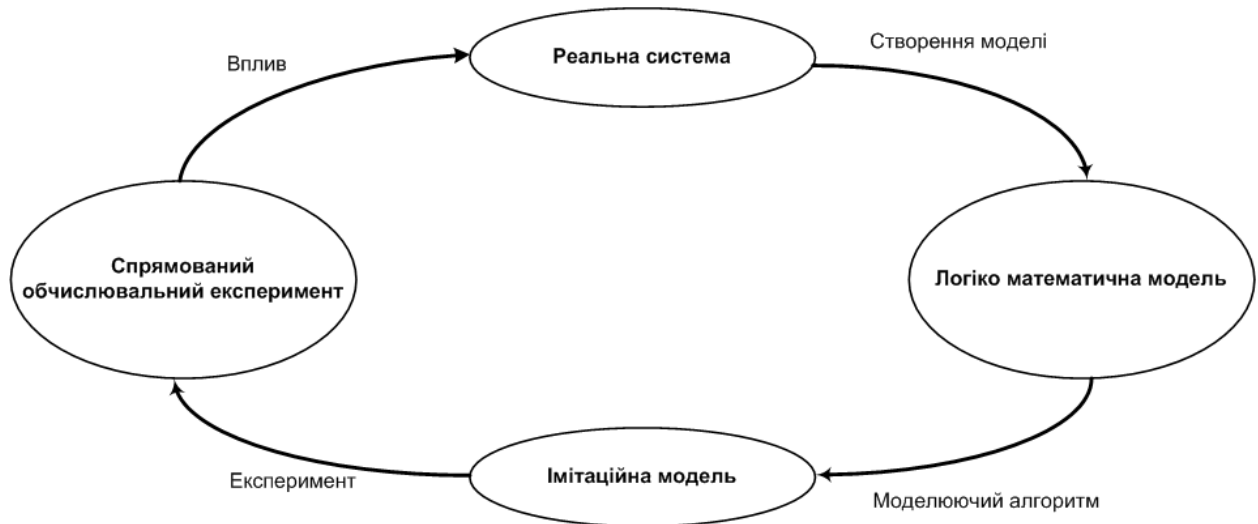 Реальна система
Створення моделі
Вплив
Спрямований
обчислювальний експеримент
Логіко математична модель
Імітаційна модель
Експеримент
Моделюючий алгоритм